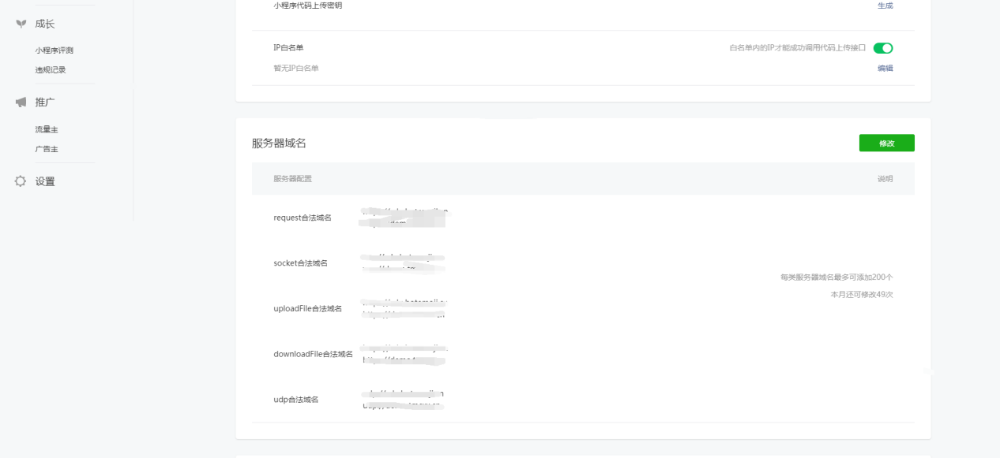 成长
小程序评测
违规记录
推广
流量主
广告主
设置
小程序代码上传密钥
生成
IP白名单
白名单内的IP才能成功调用代码上传接口
暂无IP白名单
编辑
服务器域名
修改
服务器配置
说明
request合法域名
socket合法域名
uploadFile合法域名
downloadFile合法域名
udp合法域名
每类服务器域名最多可添加200个
本月还可修改49次